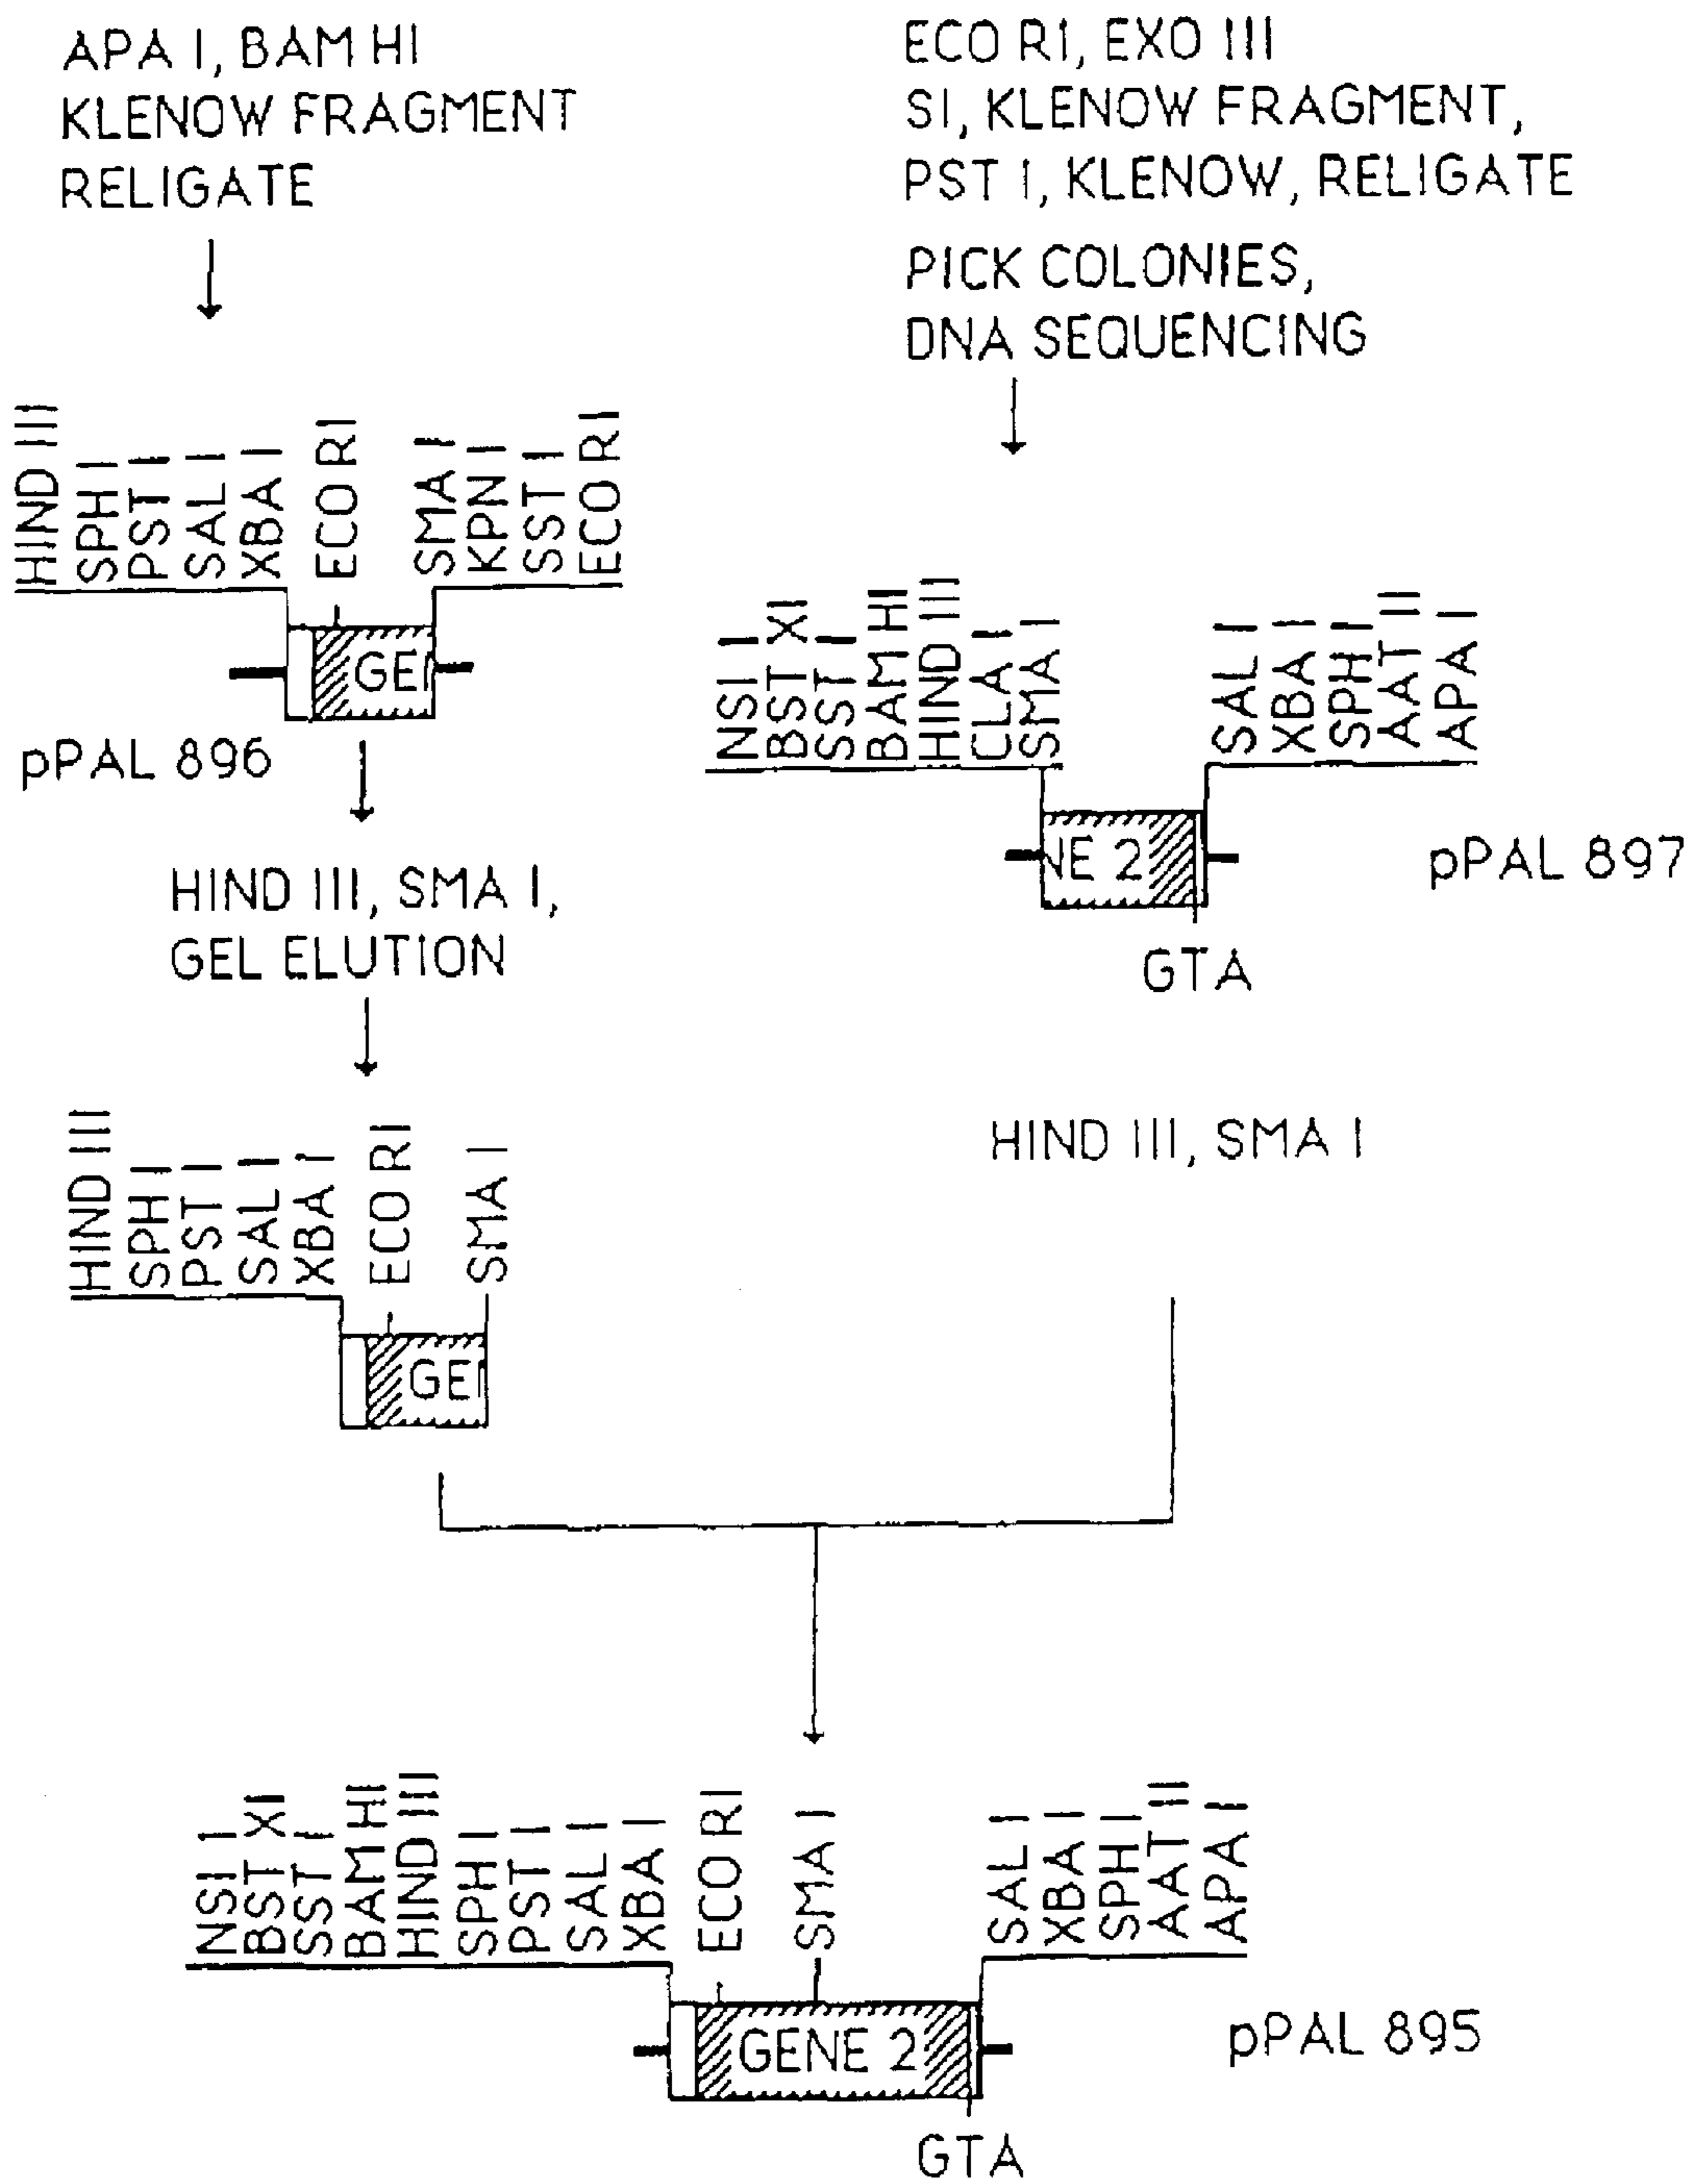 APA I, BAM HI
KLENOW FRAGMENT
RELIGATE
ECO RI, EXO III
SI, KLENOW FRAGMENT,
PST I, KLENOW, RELIGATE
PICK COLONIES,
DNA SEQUENCING
HIND III
SPH I
PST I
SAL I
XBA I
ECO RI
SMA I
KPN I
SST I
ECO RI
GEN
pPAL 896
NSI I
BST XI
SST I
BAM HI
HIND III
CLA I
SMA I
SAL I
XBA I
SPH I
AAT II
APA I
NE 2
pPAL 897
GTA
HIND III, SMA I,
GEL ELUTION
HIND III
SPH I
PST I
SAL I
XBA I
ECO RI
SMA I
GEN
HIND III, SMA I
NSI I
BST XI
SST I
BAM HI
HIND III
SPH I
PST I
SAL I
XBA I
ECO RI
SMA I
SAL I
XBA I
SPH I
AAT II
APA I
GENE 2
pPAL 895
GTA